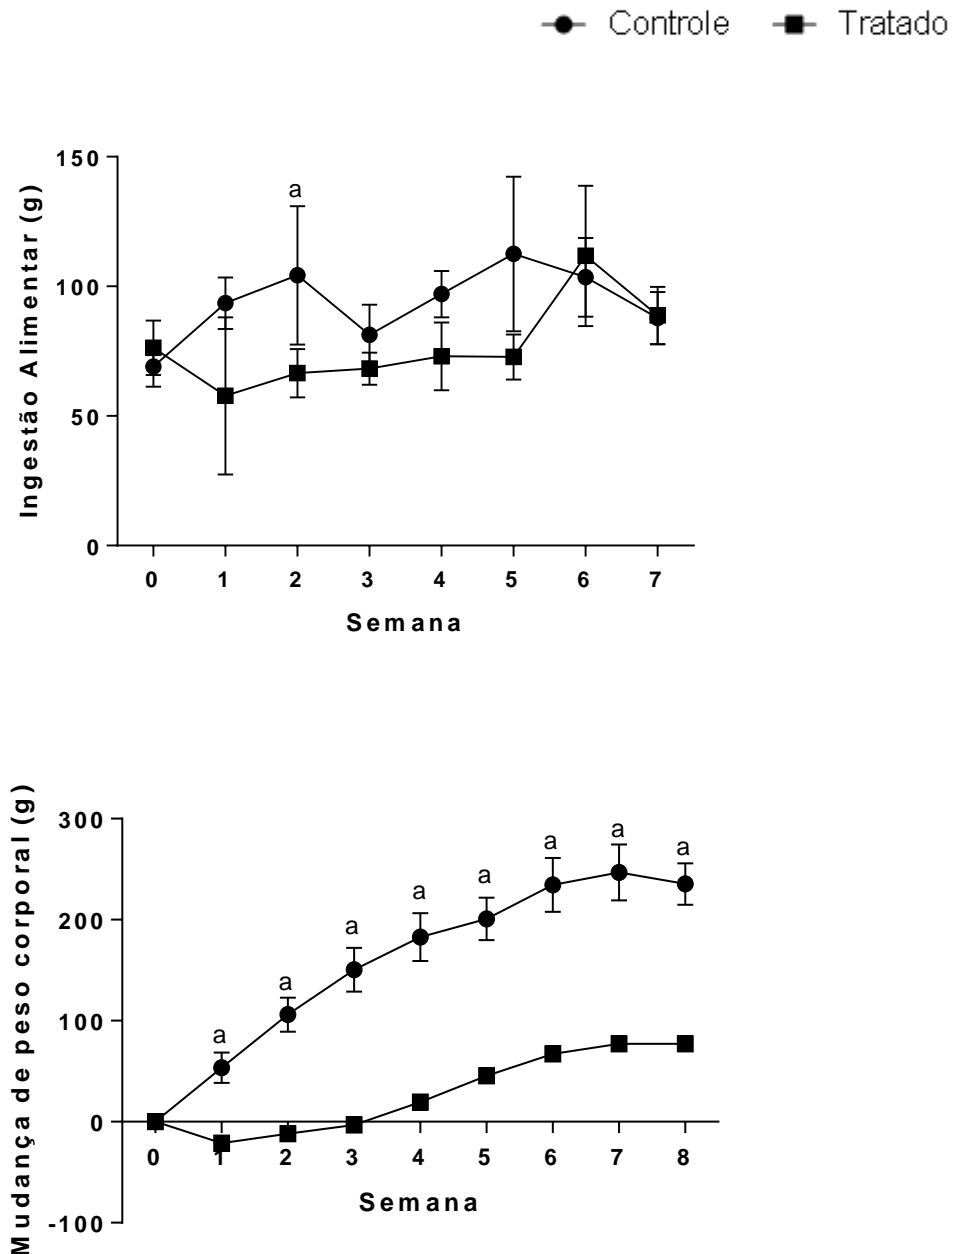 Controle Tratado
Ingestão Alimentar (g)
150
a
100
50
0
0 1 2 3 4 5 6 7
Semana
Mudança de peso corporal (g)
300
a a a a a a a a
200
100
0
0 1 2 3 4 5 6 7 8
Semana
-100